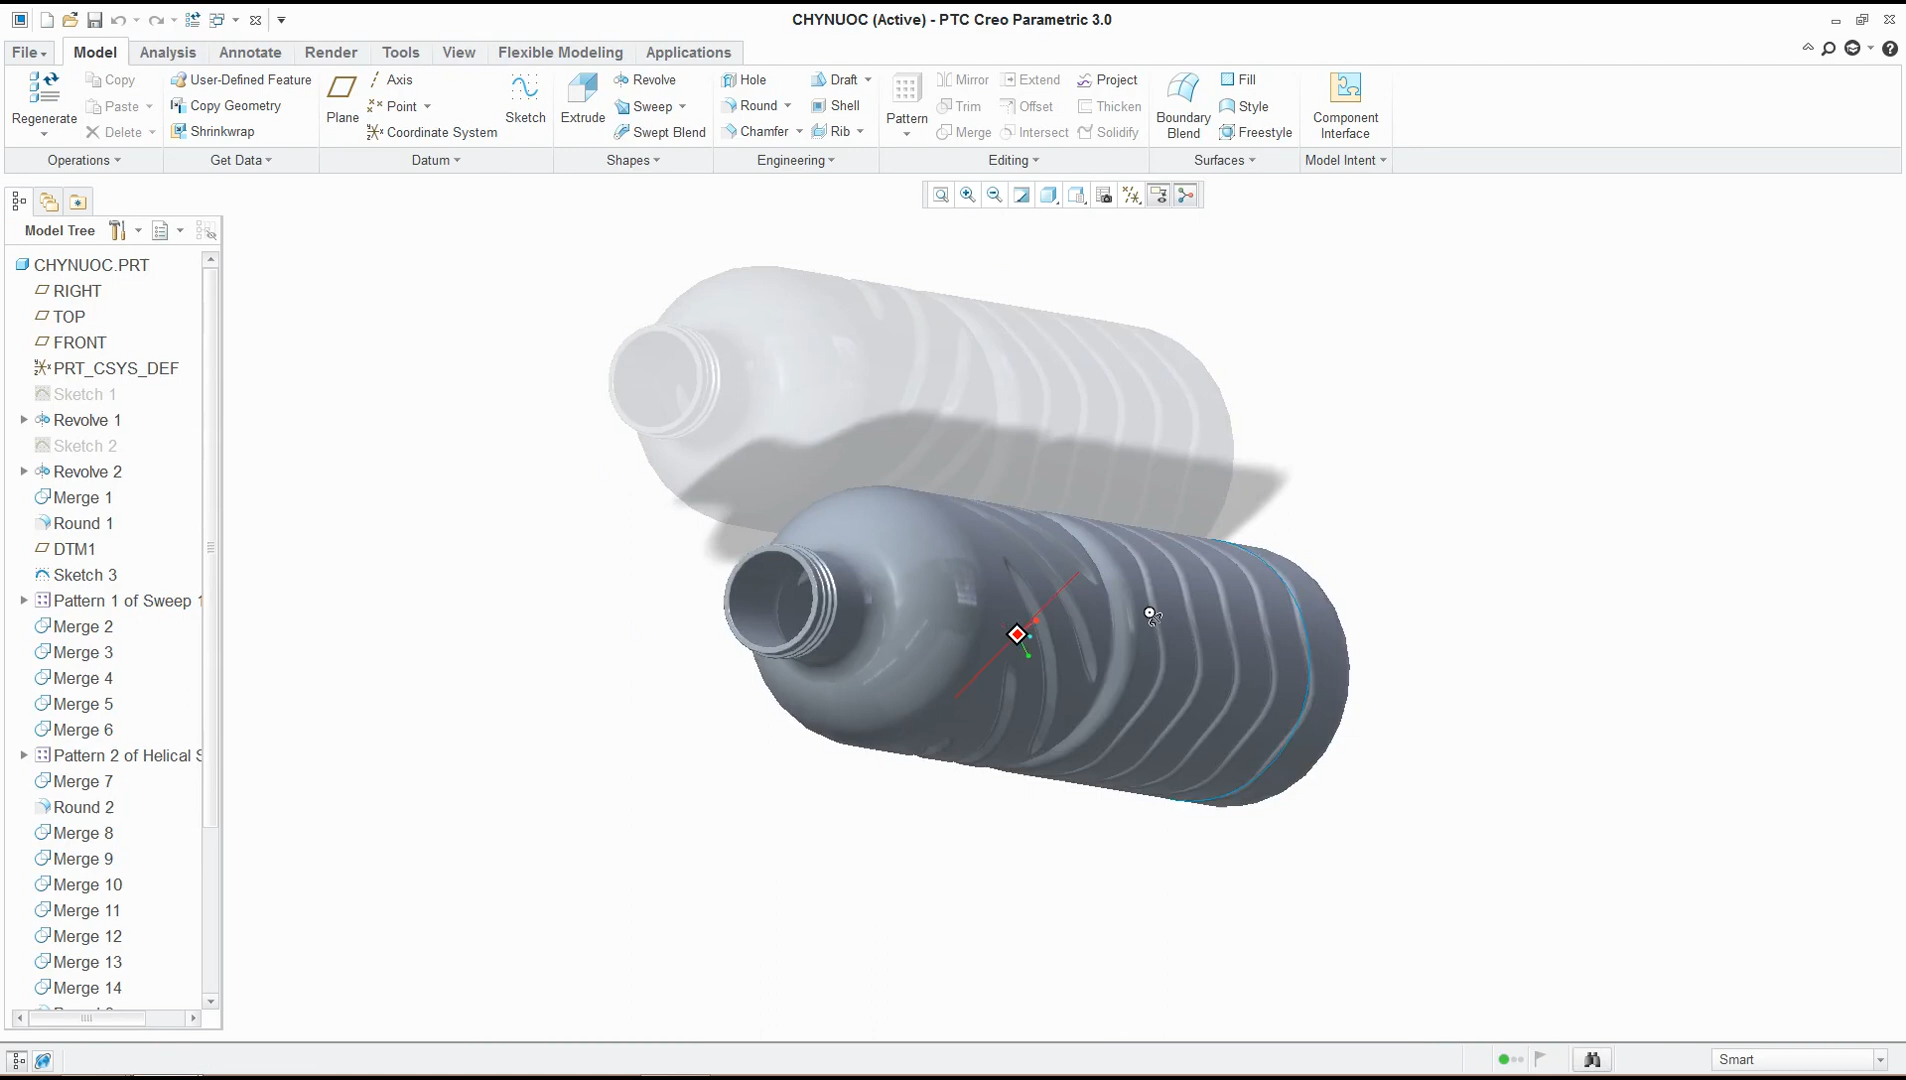 CHYNUOC (Active) - PTC Creo Parametric 3.0
File Model Analysis Annotate Render Tools View Flexible Modeling Applications
Regenerate
Copy
Paste
Delete
Operations
User-Defined Feature
Copy Geometry
Shrinkwrap
Get Data
Plane
Axis
Point
Coordinate System
Sketch
Datum
Extrude
Revolve
Sweep
Swept Blend
Shapes
Hole
Round
Chamfer
Draft
Shell
Rib
Engineering
Pattern
Mirror
Trim
Merge
Extend
Offset
Intersect
Project
Thicken
Solidify
Editing
Boundary
Blend
Fill
Style
Freestyle
Surfaces
Component
Interface
Model Intent
Model Tree
CHYNUOC.PRT
RIGHT
TOP
FRONT
PRT_CSYS_DEF
Sketch 1
Revolve 1
Sketch 2
Revolve 2
Merge 1
Round 1
DTM1
Sketch 3
Pattern 1 of Sweep 1
Merge 2
Merge 3
Merge 4
Merge 5
Merge 6
Pattern 2 of Helical S
Merge 7
Round 2
Merge 8
Merge 9
Merge 10
Merge 11
Merge 12
Merge 13
Merge 14
Smart